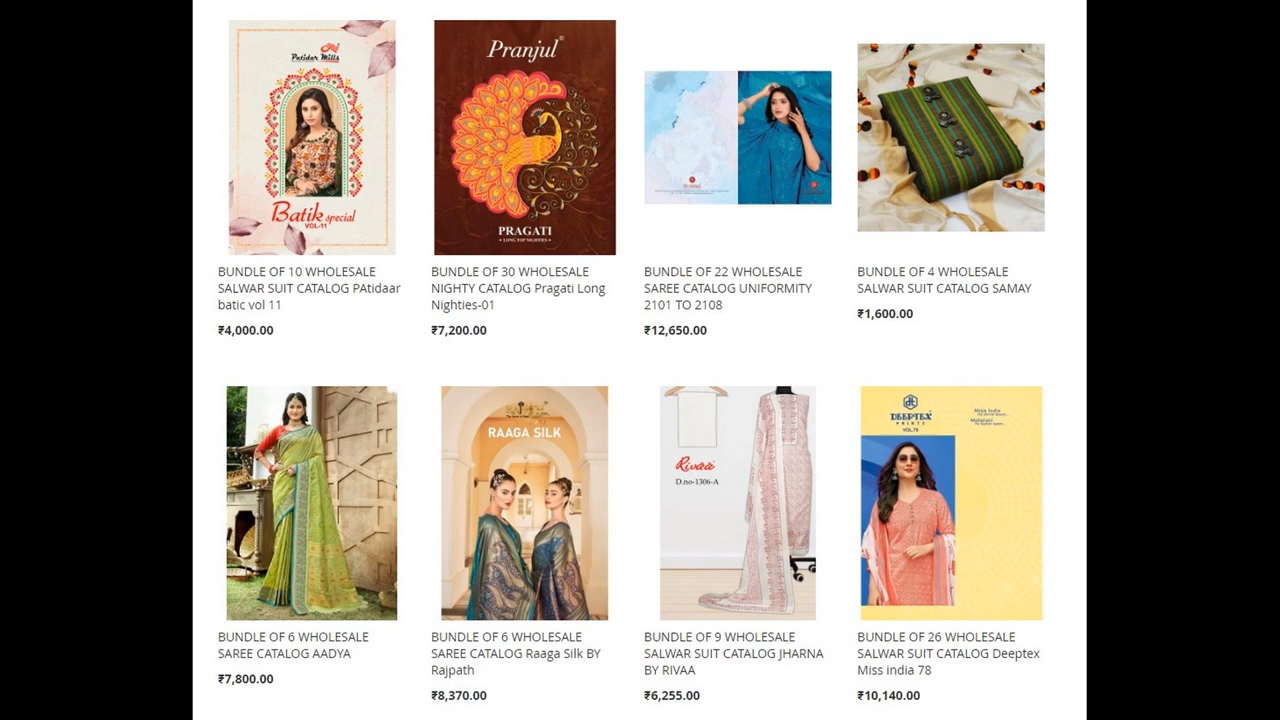 Patidar Mills
Batik special
VOL-11
Pranjul
PRAGATI
LONG TOP NIGHTIES
BUNDLE OF 10 WHOLESALE
SALWAR SUIT CATALOG PAtidaar
batic vol 11
₹4,000.00
BUNDLE OF 30 WHOLESALE
NIGHTY CATALOG Pragati Long
Nighties-01
₹7,200.00
BUNDLE OF 22 WHOLESALE
SAREE CATALOG UNIFORMITY
2101 TO 2108
₹12,650.00
BUNDLE OF 4 WHOLESALE
SALWAR SUIT CATALOG SAMAY
₹1,600.00
RAAGA SILK
Rivaa
D.no-1306-A
DEEPTEX
PRINTS
VOL.78
Miss India
BUNDLE OF 6 WHOLESALE
SAREE CATALOG AADYA
₹7,800.00
BUNDLE OF 6 WHOLESALE
SAREE CATALOG Raaga Silk BY
Rajpath
₹8,370.00
BUNDLE OF 9 WHOLESALE
SALWAR SUIT CATALOG JHARNA
BY RIVAA
₹6,255.00
BUNDLE OF 26 WHOLESALE
SALWAR SUIT CATALOG Deeptex
Miss india 78
₹10,140.00